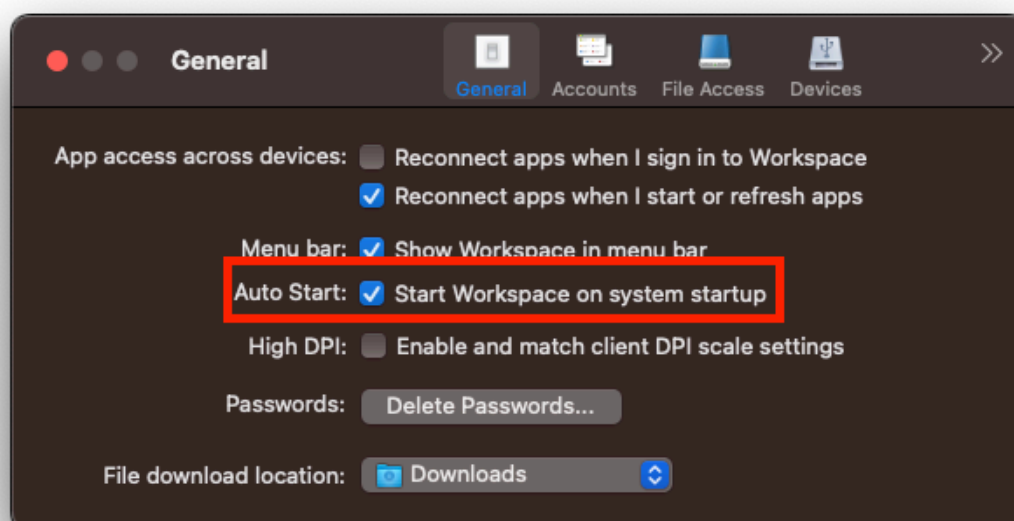 General
General Accounts File Access Devices
App access across devices: Reconnect apps when I sign in to Workspace
Reconnect apps when I start or refresh apps
Menu bar: Show Workspace in menu bar
Auto Start: Start Workspace on system startup
High DPI: Enable and match client DPI scale settings
Passwords: Delete Passwords...
File download location: Downloads